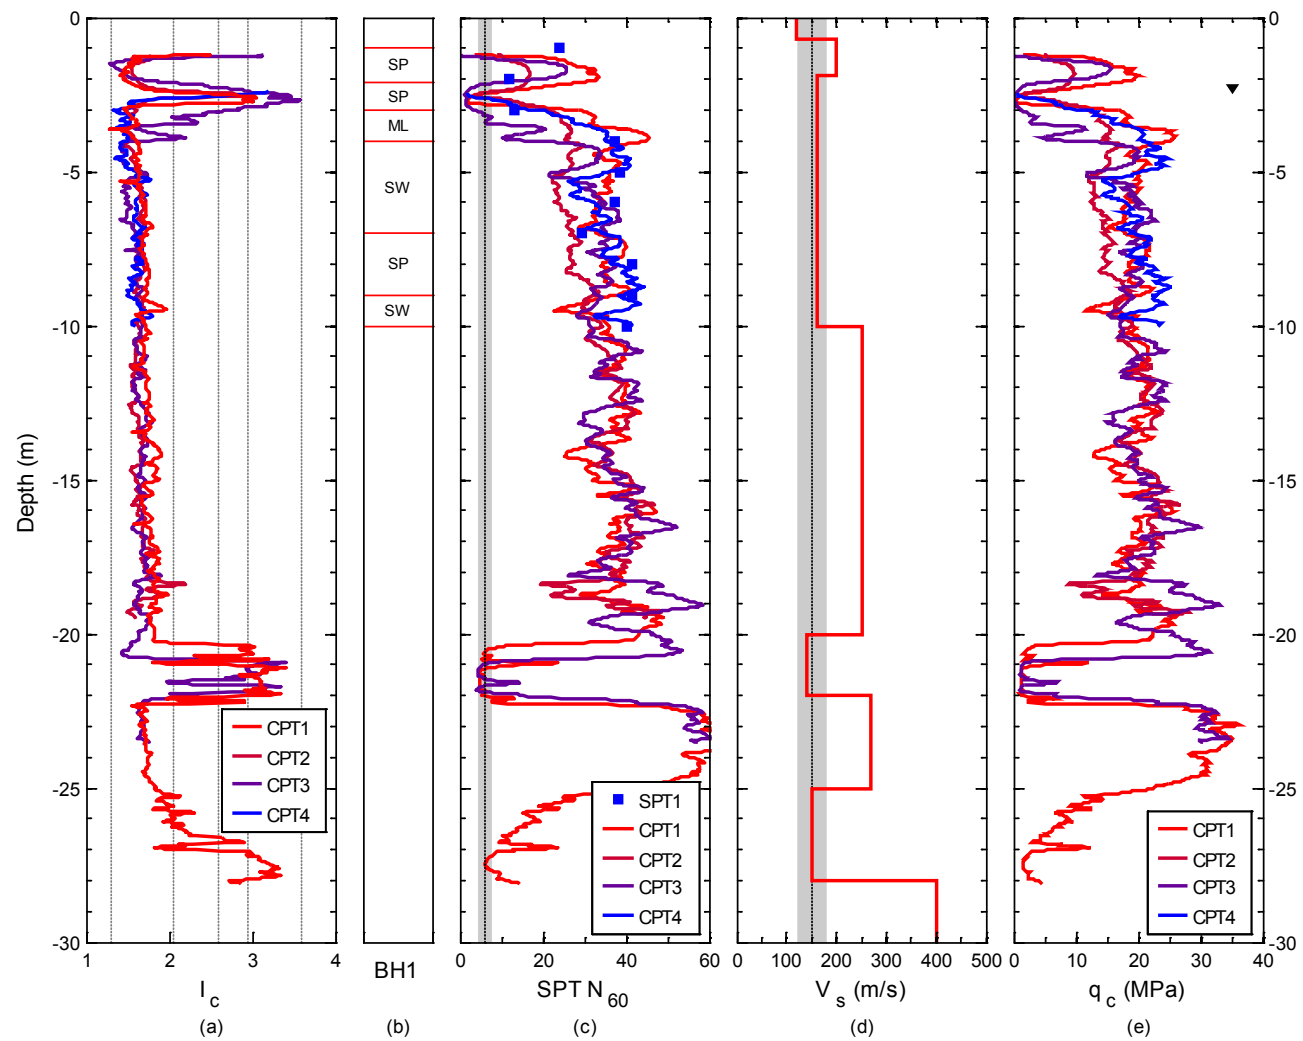 0
-5
-10
-15
-20
-25
-30
Depth (m)
1 2 3 4
I c
(a)
CPT1
CPT2
CPT3
CPT4
SP
SP
ML
SW
SP
SW
BH1
(b)
0 20 40 60
SPT N 60
(c)
SPT1
CPT1
CPT2
CPT3
CPT4
0 100 200 300 400 500
V s (m/s)
(d)
0 10 20 30 40
q c (MPa)
(e)
CPT1
CPT2
CPT3
CPT4
0
-5
-10
-15
-20
-25
-30